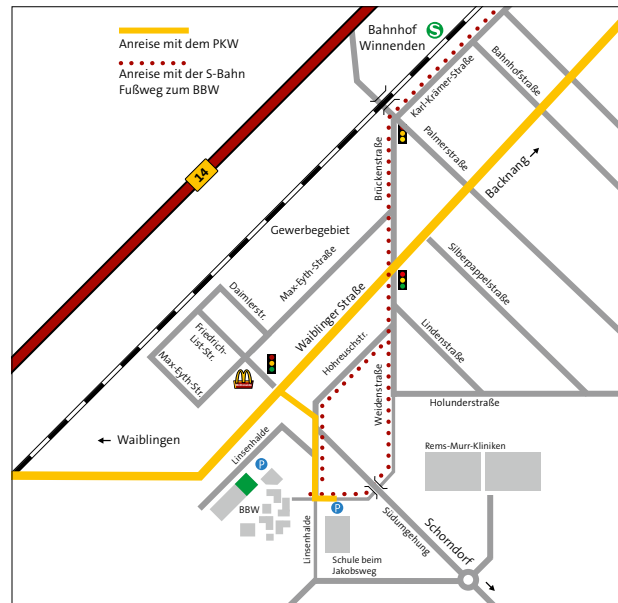 Anreise mit dem PKW
Anreise mit der S-Bahn
Fußweg zum BBW
Bahnhof
Winnenden
S
Karl-Krämer-Straße
Bahnhofstraße
Palmerstraße
Brückenstraße
Backnang
14
Gewerbegebiet
Max-Eyth-Straße
Daimlerstr.
Silberpappelstraße
Friedrich-
List-Str.
Waiblinger Straße
Max-Eyth-Str.
Hohreuschstr.
Lindenstraße
Weidenstraße
Holunderstraße
Waiblingen
Linsenhalde
Rems-Murr-Kliniken
P
BBW
P
Linsenhalde
Südumgehung
Schorndorf
Schule beim
Jakobsweg